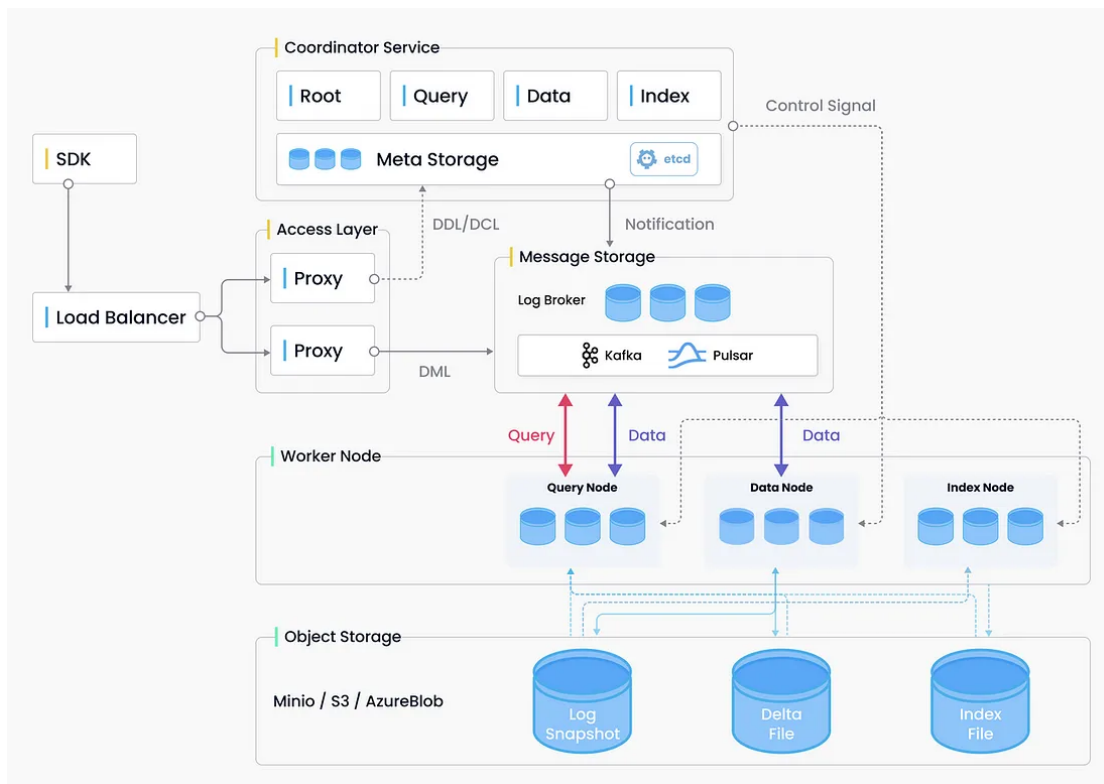 Coordinator Service
Root
Query
Data
Index
Control Signal
SDK
Meta Storage
etcd
DDL/DCL
Notification
Access Layer
Message Storage
Proxy
Log Broker
Load Balancer
Proxy
Kafka
Pulsar
DML
Query
Data
Data
Worker Node
Query Node
Data Node
Index Node
Object Storage
Minio / S3 / AzureBlob
Log
Snapshot
Delta
File
Index
File